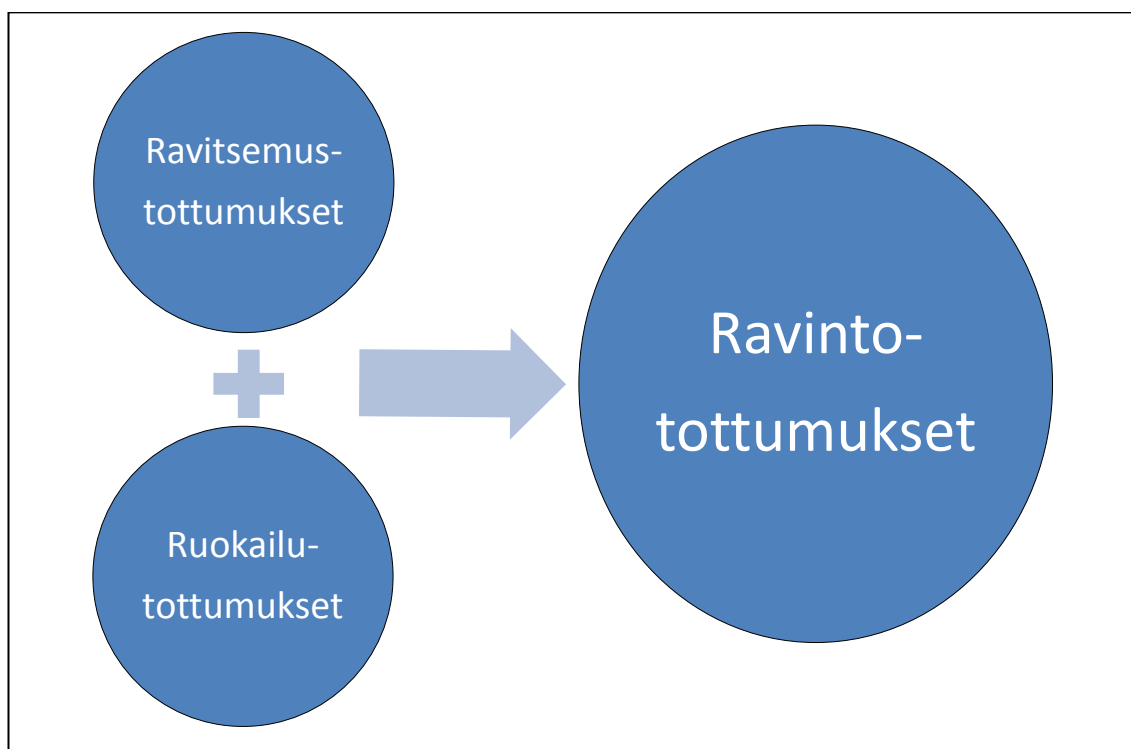 Ravitsemus-
tottumukset
Ruokailu-
tottumukset
Ravinto-
tottumukset